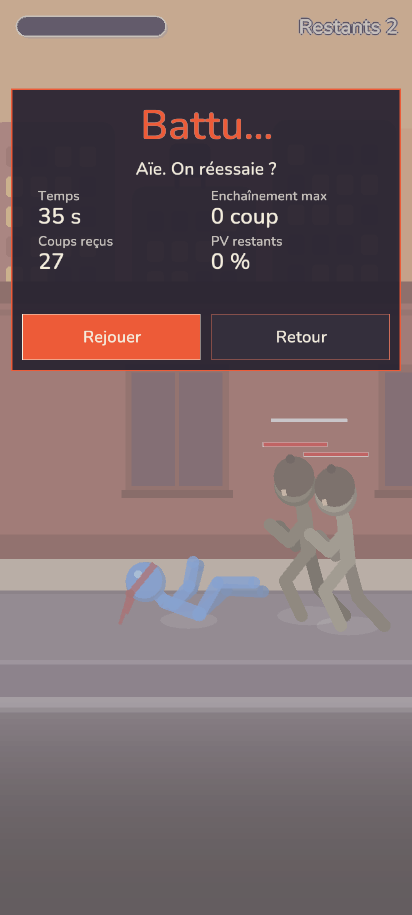 Restants 2
Battu...
Aïe. On réessaie ?
Temps
35 s
Enchaînement max
0 coup
Coups reçus
27
PV restants
0 %
Rejouer
Retour